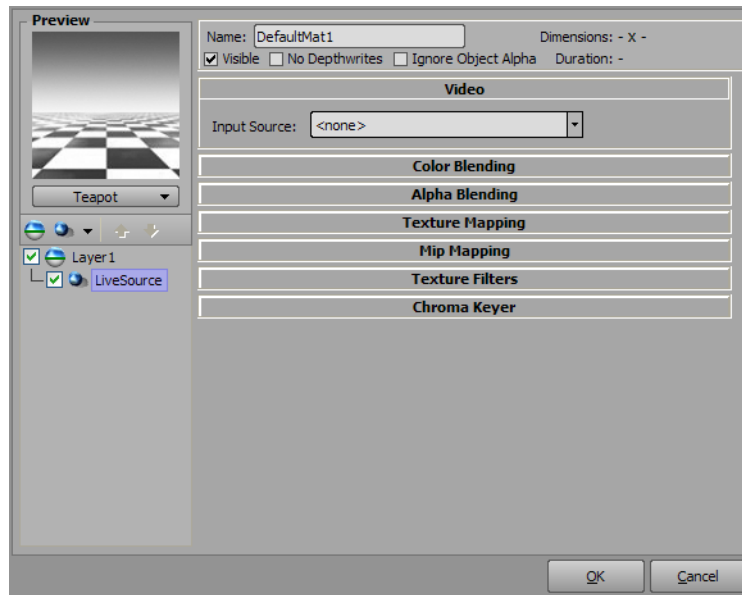 Preview
Name: DefaultMat1 Dimensions: - x -
Visible No Depthwrites Ignore Object Alpha Duration: -
Video
Input Source: <none>
Color Blending
Alpha Blending
Texture Mapping
Mip Mapping
Texture Filters
Chroma Keyer
Teapot
Layer1
LiveSource
OK Cancel